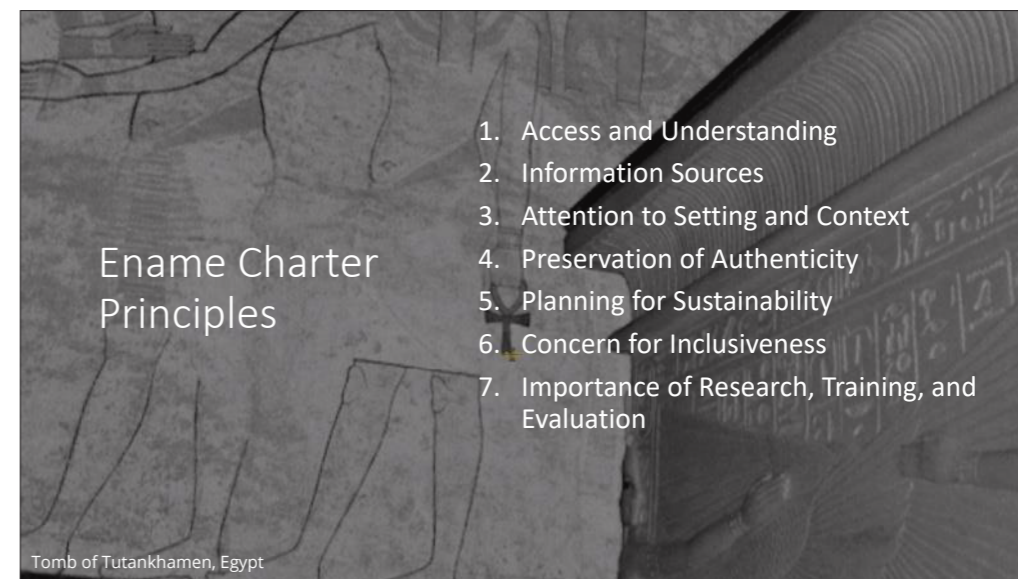 Ename Charter
Principles
1. Access and Understanding
2. Information Sources
3. Attention to Setting and Context
4. Preservation of Authenticity
5. Planning for Sustainability
6. Concern for Inclusiveness
7. Importance of Research, Training, and
Evaluation
Tomb of Tutankhamen, Egypt